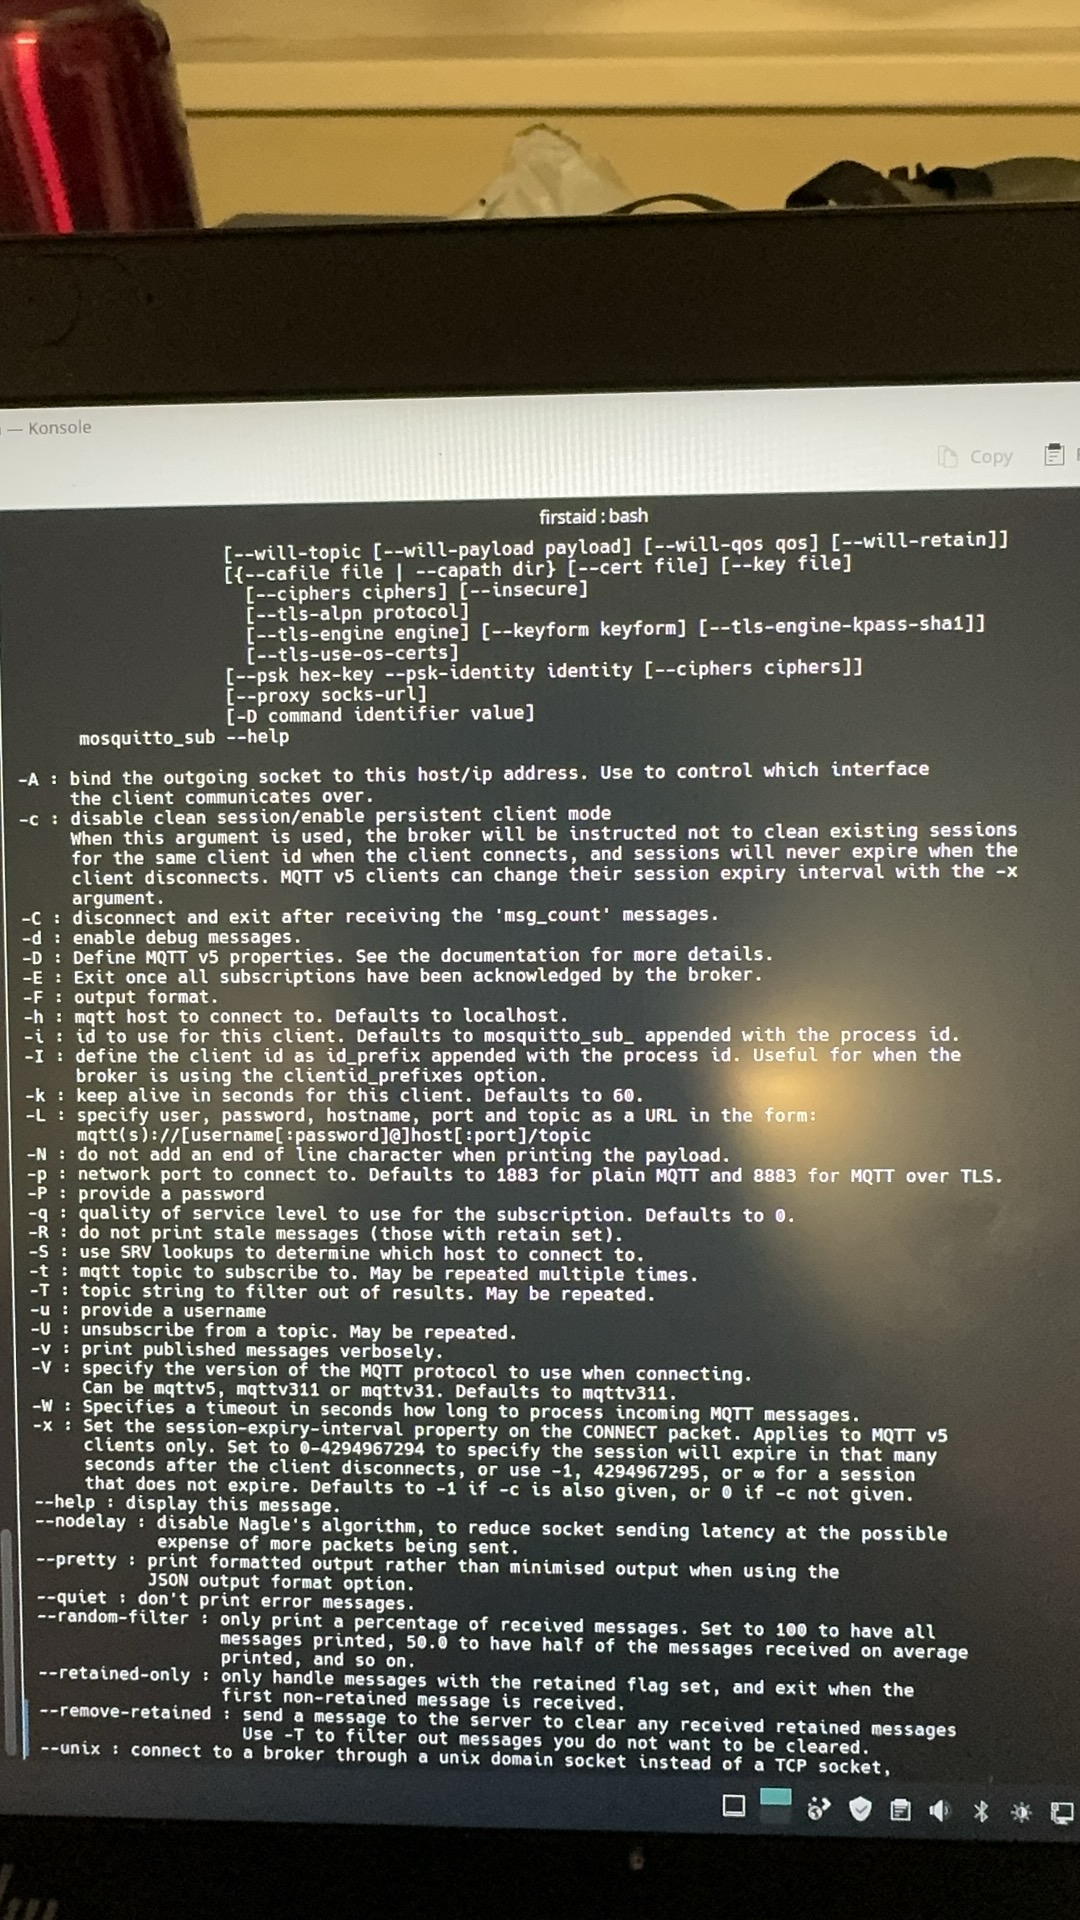 — Konsole
Copy
firstaid : bash
[--will-topic [--will-payload payload] [--will-qos qos] [--will-retain]]
[{--cafile file | --capath dir} [--cert file] [--key file]
[--ciphers ciphers] [--insecure]
[--tls-alpn protocol]
[--tls-engine engine] [--keyform keyform] [--tls-engine-kpass-sha1]]
[--tls-use-os-certs]
[--psk hex-key --psk-identity identity [--ciphers ciphers]]
[--proxy socks-url]
[-D command identifier value]
mosquitto_sub --help
-A : bind the outgoing socket to this host/ip address. Use to control which interface
the client communicates over.
-c : disable clean session/enable persistent client mode
When this argument is used, the broker will be instructed not to clean existing sessions
for the same client id when the client connects, and sessions will never expire when the
client disconnects. MQTT v5 clients can change their session expiry interval with the -x
argument.
-C : disconnect and exit after receiving the 'msg_count' messages.
-d : enable debug messages.
-D : Define MQTT v5 properties. See the documentation for more details.
-E : Exit once all subscriptions have been acknowledged by the broker.
-F : output format.
-h : mqtt host to connect to. Defaults to localhost.
-i : id to use for this client. Defaults to mosquitto_sub_ appended with the process id.
-I : define the client id as id_prefix appended with the process id. Useful for when the
broker is using the clientid_prefixes option.
-k : keep alive in seconds for this client. Defaults to 60.
-L : specify user, password, hostname, port and topic as a URL in the form:
mqtt(s)://[username[:password]@]host[:port]/topic
-N : do not add an end of line character when printing the payload.
-p : network port to connect to. Defaults to 1883 for plain MQTT and 8883 for MQTT over TLS.
-P : provide a password
-q : quality of service level to use for the subscription. Defaults to 0.
-R : do not print stale messages (those with retain set).
-S : use SRV lookups to determine which host to connect to.
-t : mqtt topic to subscribe to. May be repeated multiple times.
-T : topic string to filter out of results. May be repeated.
-u : provide a username
-U : unsubscribe from a topic. May be repeated.
-v : print published messages verbosely.
-V : specify the version of the MQTT protocol to use when connecting.
Can be mqttv5, mqttv311 or mqttv31. Defaults to mqttv311.
-W : Specifies a timeout in seconds how long to process incoming MQTT messages.
-x : Set the session-expiry-interval property on the CONNECT packet. Applies to MQTT v5
clients only. Set to 0-4294967294 to specify the session will expire in that many
seconds after the client disconnects, or use -1, 4294967295, or ∞ for a session
that does not expire. Defaults to -1 if -c is also given, or 0 if -c not given.
--help : display this message.
--nodelay : disable Nagle's algorithm, to reduce socket sending latency at the possible
expense of more packets being sent.
--pretty : print formatted output rather than minimised output when using the
JSON output format option.
--quiet : don't print error messages.
--random-filter : only print a percentage of received messages. Set to 100 to have all
messages printed, 50.0 to have half of the messages received on average
printed, and so on.
--retained-only : only handle messages with the retained flag set, and exit when the
first non-retained message is received.
--remove-retained : send a message to the server to clear any received retained messages
Use -T to filter out messages you do not want to be cleared.
--unix : connect to a broker through a unix domain socket instead of a TCP socket,